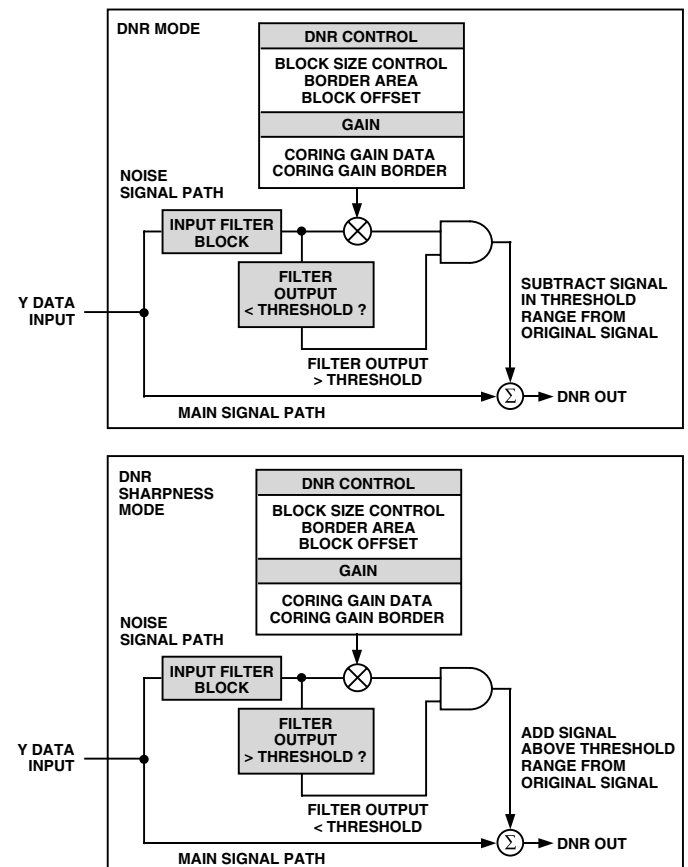 DNR MODE
DNR CONTROL
BLOCK SIZE CONTROL
BORDER AREA
BLOCK OFFSET
GAIN
CORING GAIN DATA
CORING GAIN BORDER
NOISE
SIGNAL PATH
INPUT FILTER
BLOCK
FILTER
OUTPUT
< THRESHOLD ?
Y DATA
INPUT
SUBTRACT SIGNAL
IN THRESHOLD
RANGE FROM
ORIGINAL SIGNAL
FILTER OUTPUT
> THRESHOLD
Σ
DNR OUT
MAIN SIGNAL PATH
DNR
SHARPNESS
MODE
DNR CONTROL
BLOCK SIZE CONTROL
BORDER AREA
BLOCK OFFSET
GAIN
CORING GAIN DATA
CORING GAIN BORDER
NOISE
SIGNAL PATH
INPUT FILTER
BLOCK
FILTER
OUTPUT
> THRESHOLD ?
Y DATA
INPUT
ADD SIGNAL
ABOVE THRESHOLD
RANGE FROM
ORIGINAL SIGNAL
FILTER OUTPUT
< THRESHOLD
Σ
DNR OUT
MAIN SIGNAL PATH